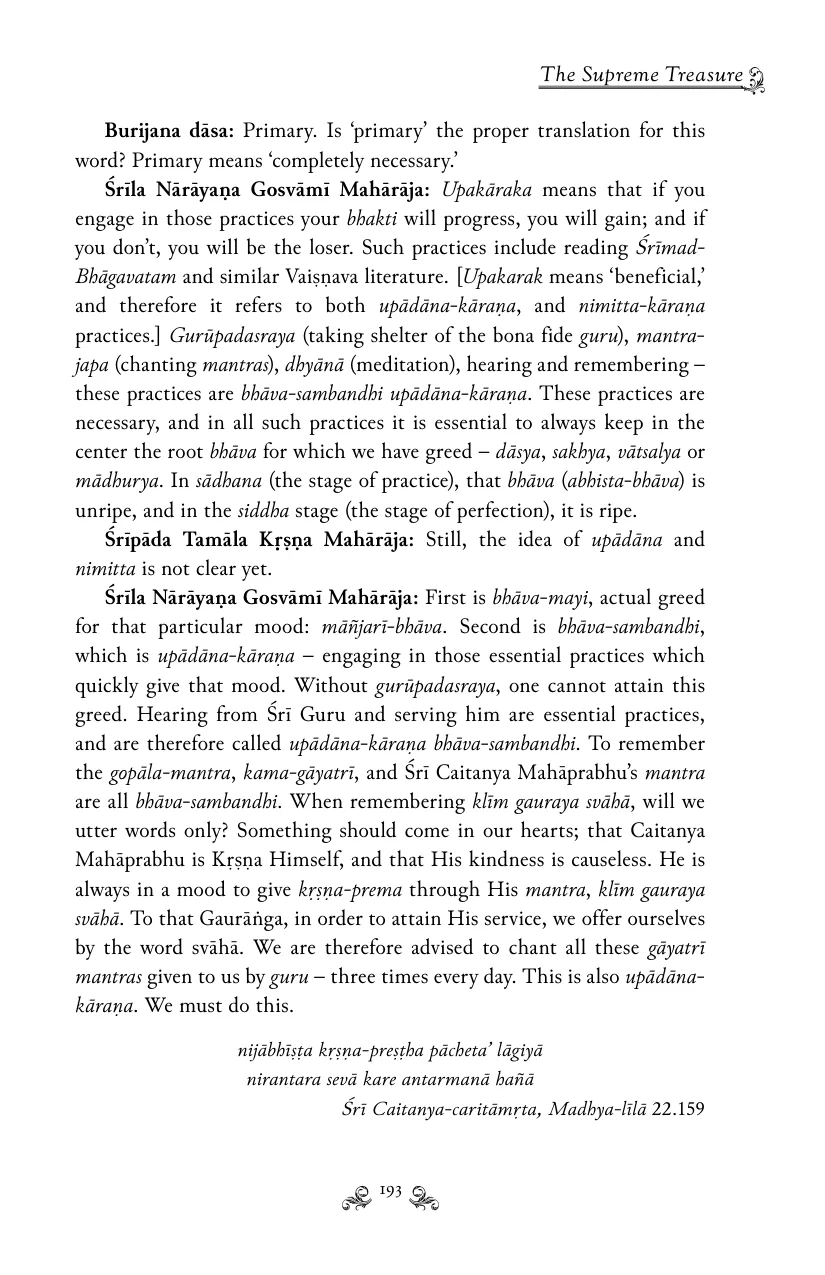 The Supreme Treasure
Burijana dāsa: Primary. Is ‘primary’ the proper translation for this
word? Primary means ‘completely necessary.’
Śrīla Nārāyaṇa Gosvāmī Mahārāja: Upakāraka means that if you
engage in those practices your bhakti will progress, you will gain; and if
you don’t, you will be the loser. Such practices include reading Śrīmad-
Bhāgavatam and similar Vaiṣṇava literature. [Upakarak means ‘beneficial,’
and therefore it refers to both upādāna-kāraṇa, and nimitta-kāraṇa
practices.] Gurūpadasraya (taking shelter of the bona fide guru), mantra-
japa (chanting mantras), dhyānā (meditation), hearing and remembering –
these practices are bhāva-sambandhi upādāna-kāraṇa. These practices are
necessary, and in all such practices it is essential to always keep in the
center the root bhāva for which we have greed – dāsya, sakhya, vātsalya or
mādhurya. In sādhana (the stage of practice), that bhāva (abhista-bhāva) is
unripe, and in the siddha stage (the stage of perfection), it is ripe.
Śrīpāda Tamāla Kṛṣṇa Mahārāja: Still, the idea of upādāna and
nimitta is not clear yet.
Śrīla Nārāyaṇa Gosvāmī Mahārāja: First is bhāva-mayi, actual greed
for that particular mood: māñjarī-bhāva. Second is bhāva-sambandhi,
which is upādāna-kāraṇa – engaging in those essential practices which
quickly give that mood. Without gurūpadasraya, one cannot attain this
greed. Hearing from Śrī Guru and serving him are essential practices,
and are therefore called upādāna-kāraṇa bhāva-sambandhi. To remember
the gopāla-mantra, kama-gāyatrī, and Śrī Caitanya Mahāprabhu’s mantra
are all bhāva-sambandhi. When remembering klīm gauraya svāhā, will we
utter words only? Something should come in our hearts; that Caitanya
Mahāprabhu is Kṛṣṇa Himself, and that His kindness is causeless. He is
always in a mood to give kṛṣṇa-prema through His mantra, klīm gauraya
svāhā. To that Gaurāṅga, in order to attain His service, we offer ourselves
by the word svāhā. We are therefore advised to chant all these gāyatrī
mantras given to us by guru – three times every day. This is also upādāna-
kāraṇa. We must do this.
nijābhīṣṭa kṛṣṇa-preṣṭha pācheta’ lāgiyā
nirantara sevā kare antarmanā hañā
Śrī Caitanya-caritāmṛta, Madhya-līlā 22.159
193